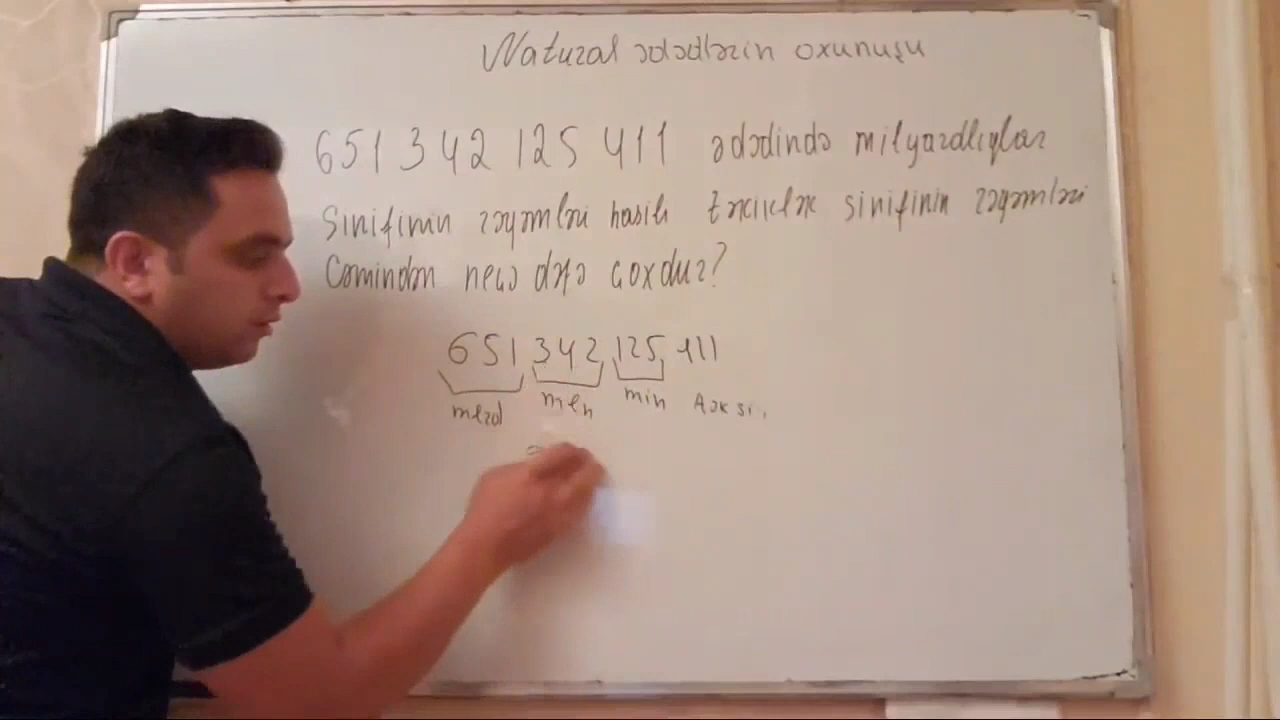 Natural ədədlərin oxunuşu
651 342 125 411 ədədində milyardlıqlar
Sinifinin rəqəmləri hasili təkliklər sinifinin rəqəmləri
Cəmindən neçə dəfə çoxdur?
651 342 125 411
mlrd mln min